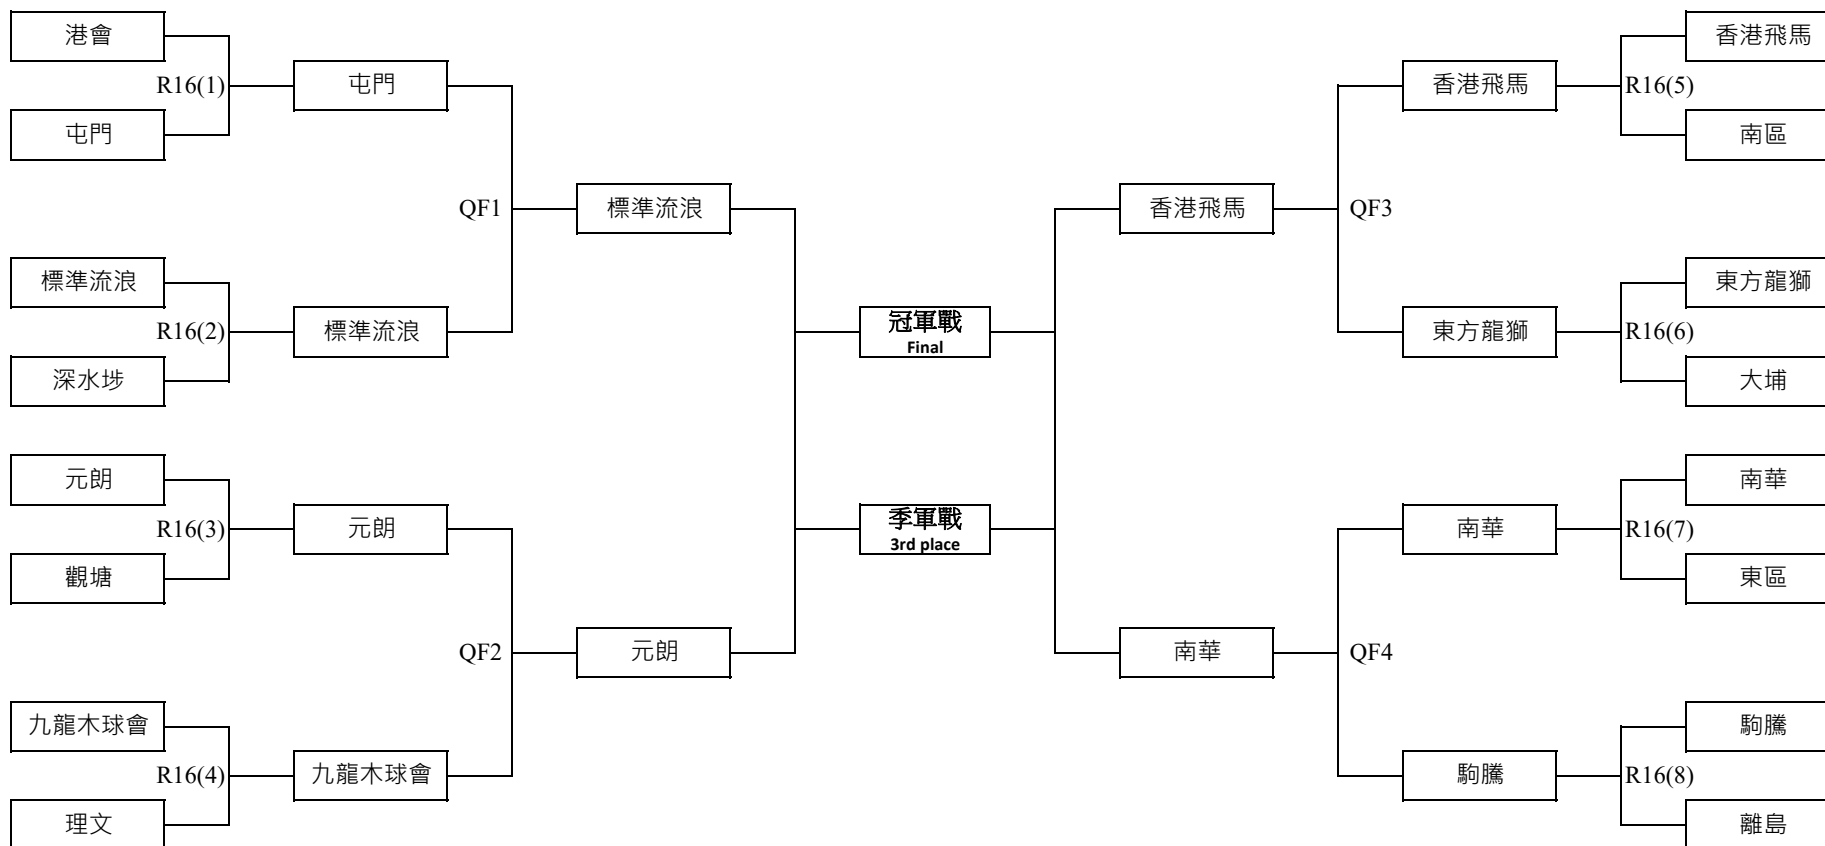 港會
香港飛馬
R16(1)
屯門
香港飛馬
R16(5)
屯門
南區
QF1
標準流浪
香港飛馬
QF3
標準流浪
東方龍獅
R16(2)
標準流浪
冠軍戰
Final
東方龍獅
R16(6)
深水埗
大埔
元朗
南華
R16(3)
元朗
季軍戰
3rd place
南華
R16(7)
觀塘
東區
QF2
元朗
南華
QF4
九龍木球會
駒騰
R16(4)
九龍木球會
駒騰
R16(8)
理文
離島